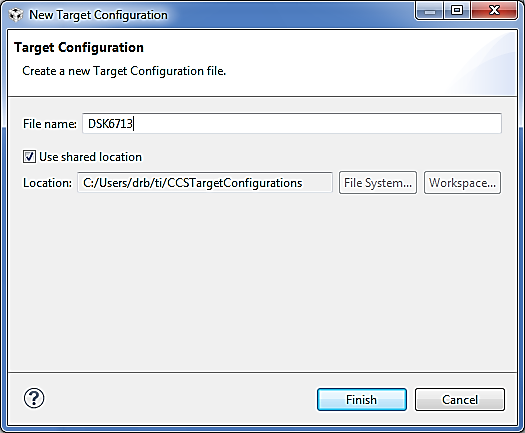 New Target Configuration
Target Configuration
Create a new Target Configuration file.
File name: DSK6713
Use shared location
Location: C:/Users/drb/ti/CCSTargetConfigurations File System... Workspace...
? Finish Cancel